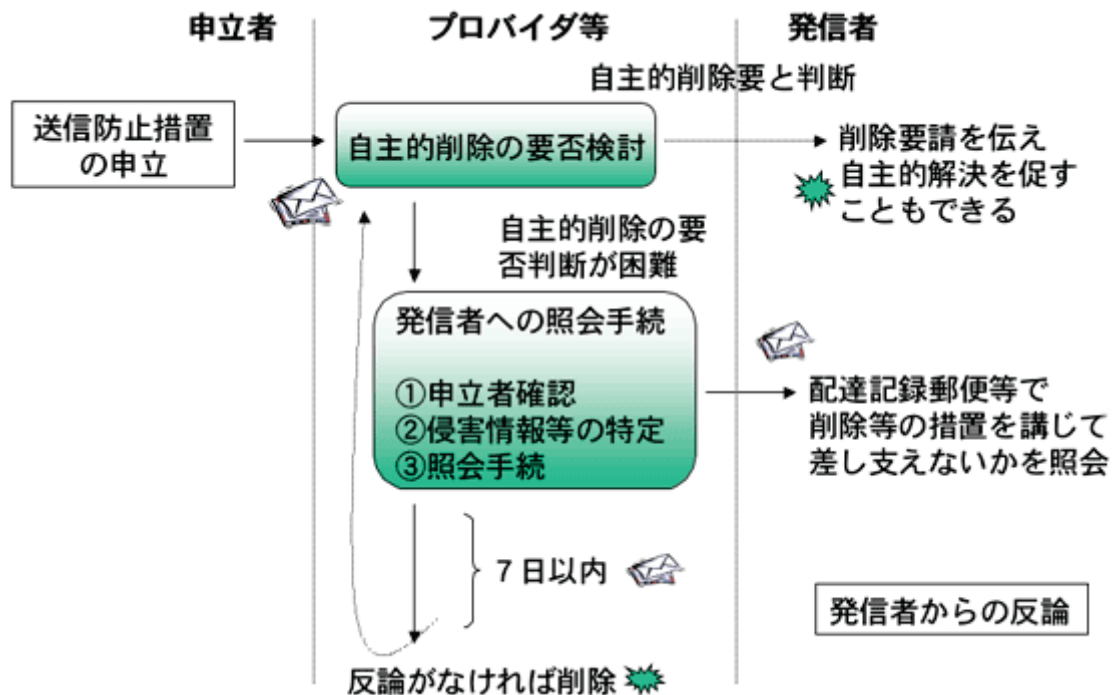 申立者
プロバイダ等
発信者
自主的削除要と判断
送信防止措置
の申立
自主的削除の要否検討
削除要請を伝え
自主的解決を促す
こともできる
自主的削除の要
否判断が困難
発信者への照会手続
①申立者確認
②侵害情報等の特定
③照会手続
配達記録郵便等で
削除等の措置を講じて
差し支えないかを照会
７日以内
発信者からの反論
反論がなければ削除